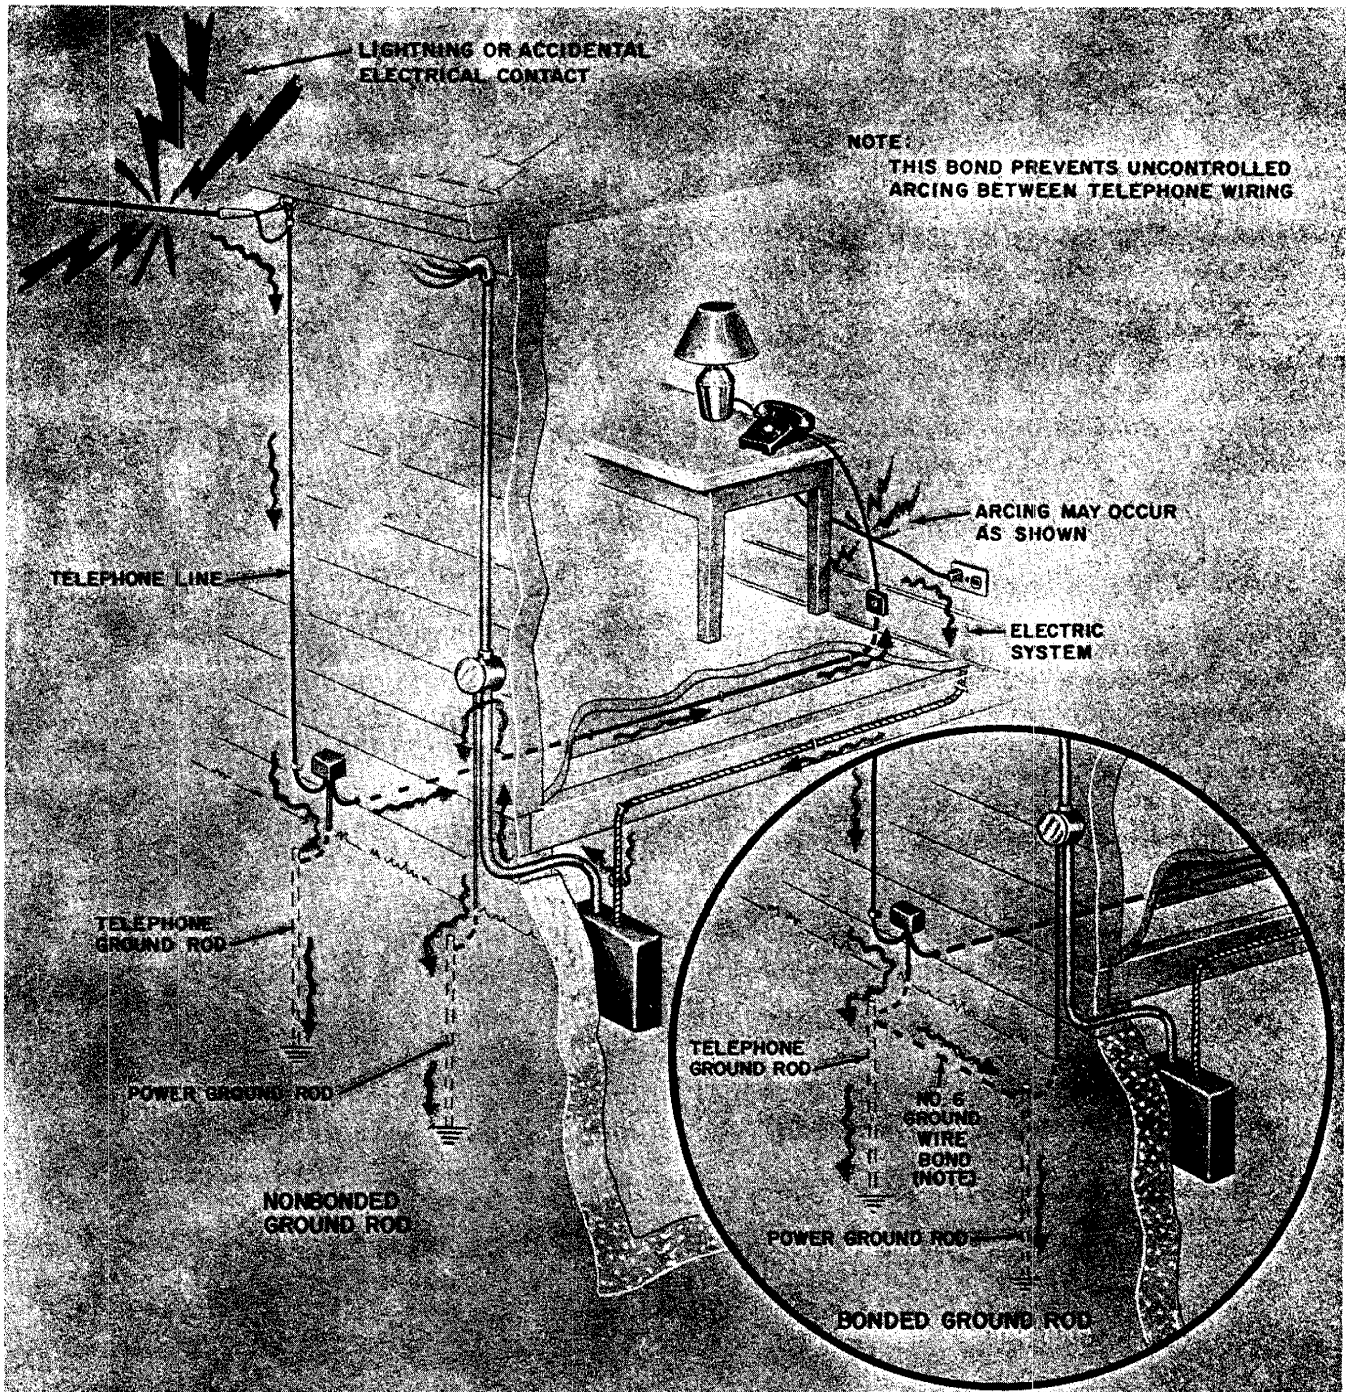 LIGHTNING OR ACCIDENTAL
ELECTRICAL CONTACT
NOTE:
THIS BOND PREVENTS UNCONTROLLED
ARCING BETWEEN TELEPHONE WIRING
ARCING MAY OCCUR
AS SHOWN
TELEPHONE LINE
ELECTRIC
SYSTEM
TELEPHONE
GROUND ROD
POWER GROUND ROD
NONBONDED
GROUND ROD
TELEPHONE
GROUND ROD
NO. 6
GROUND
WIRE
BOND
(NOTE)
POWER GROUND ROD
BONDED GROUND ROD